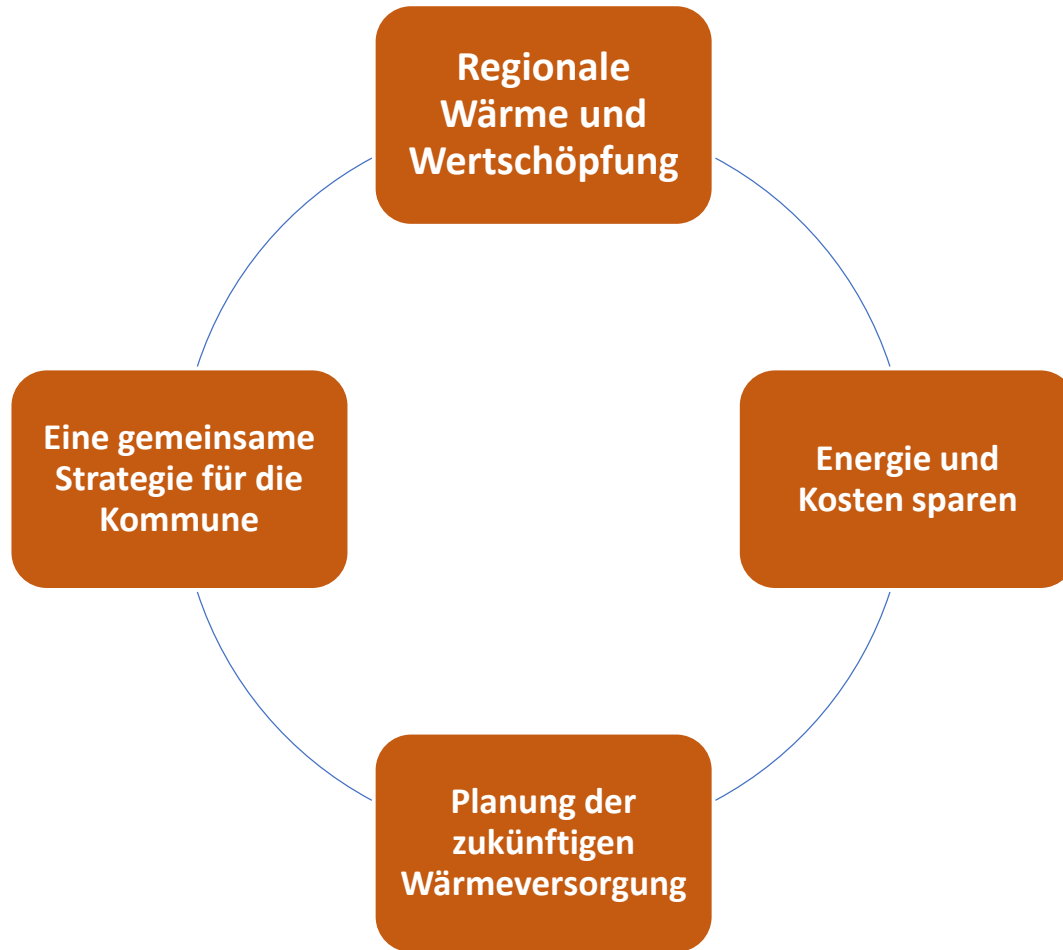 Regionale
Wärme und
Wertschöpfung
Eine gemeinsame
Strategie für die
Kommune
Energie und
Kosten sparen
Planung der
zukünftigen
Wärmeversorgung